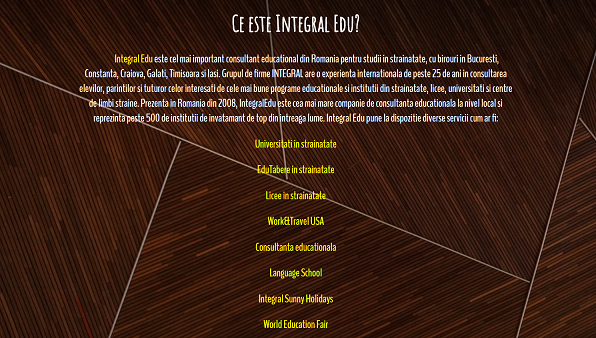 Ce este Integral Edu?
Integral Edu este cel mai important consultant educational din Romania pentru studii in strainatate, cu birouri in Bucuresti,
Constanta, Craiova, Galati, Timisoara si Iasi. Grupul de firme INTEGRAL are o experienta internationala de peste 25 de ani in consultarea
elevilor, parintilor si tuturor celor interesati de cele mai bune programe educationale si institutii din strainatate, licee, universitati si centre
de limbi straine. Prezenta in Romania din 2008, IntegralEdu este cea mai mare companie de consultanta educationala la nivel local si
reprezinta peste 500 de institutii de invatamant de top din intreaga lume. Integral Edu pune la dispozitie diverse servicii cum ar fi:
Universitati in strainatate
EduTabere in strainatate
Licee in strainatate
Work&Travel USA
Consultanta educationala
Language School
Integral Sunny Holidays
World Education Fair